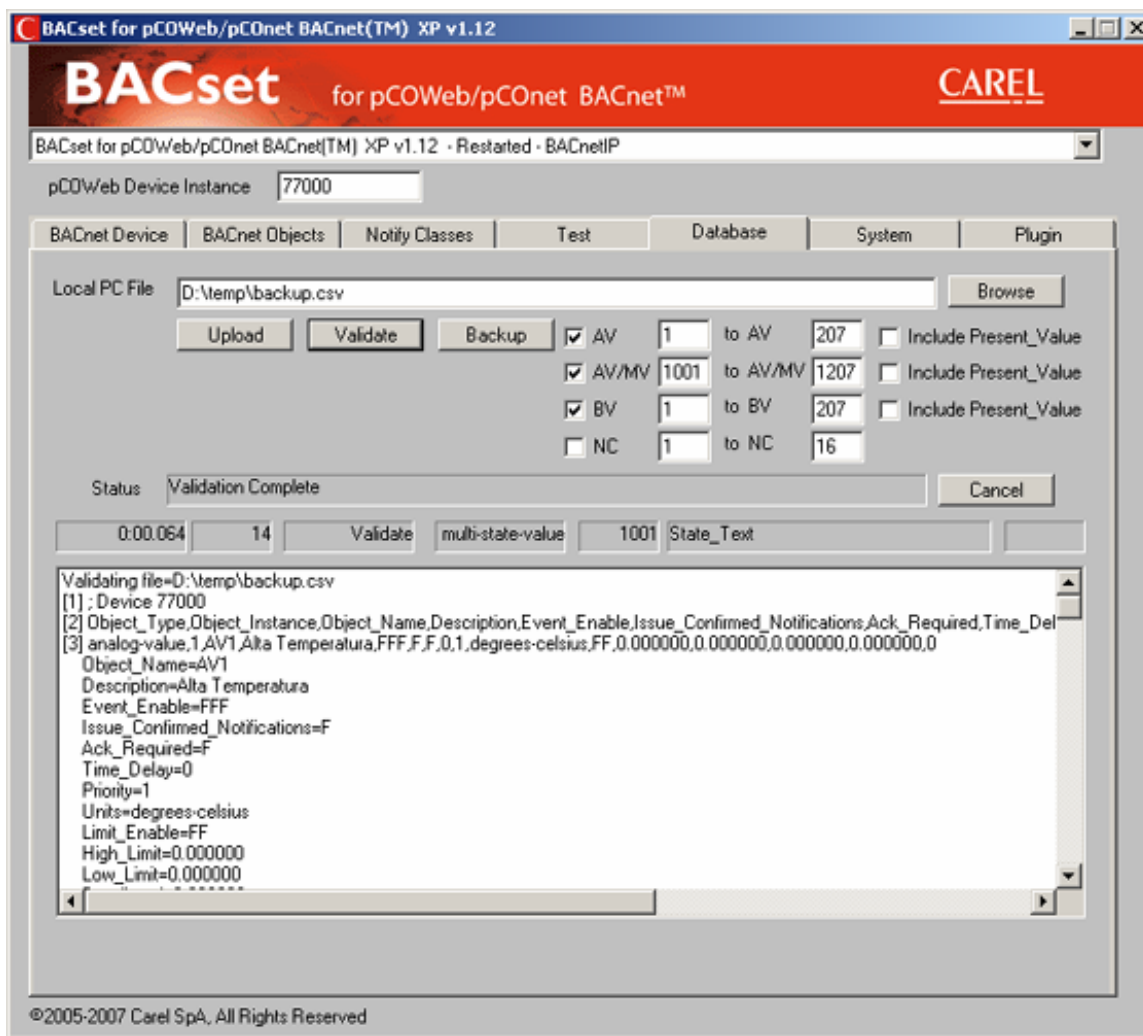 BACset for pCOWeb/pCOnet BACnet(TM) XP v1.12
BACset for pCOWeb/pCOnet BACnet™
CAREL
BACset for pCOWeb/pCOnet BACnet(TM) XP v1.12 - Restarted - BACnetIP
pCOWeb Device Instance 77000
BACnet Device BACnet Objects Notify Classes Test Database System Plugin
Local PC File D:\temp\backup.csv Browse
Upload Validate Backup AV 1 to AV 207 Include Present_Value
AV/MV 1001 to AV/MV 1207 Include Present_Value
BV 1 to BV 207 Include Present_Value
NC 1 to NC 16
Status Validation Complete Cancel
0:00.064 14 Validate multi-state-value 1001 State_Text
Validating file=D:\temp\backup.csv
[1] ; Device 77000
[2] Object_Type,Object_Instance,Object_Name,Description,Event_Enable,Issue_Confirmed_Notifications,Ack_Required,Time_Del
[3] analog-value,1,AV1,Alta Temperatura,FFF,F,F,0,1,degrees-celsius,FF,0.000000,0.000000,0.000000,0.000000,0
Object_Name=AV1
Description=Alta Temperatura
Event_Enable=FFF
Issue_Confirmed_Notifications=F
Ack_Required=F
Time_Delay=0
Priority=1
Units=degrees-celsius
Limit_Enable=FF
High_Limit=0.000000
Low_Limit=0.000000
©2005-2007 Carel SpA, All Rights Reserved